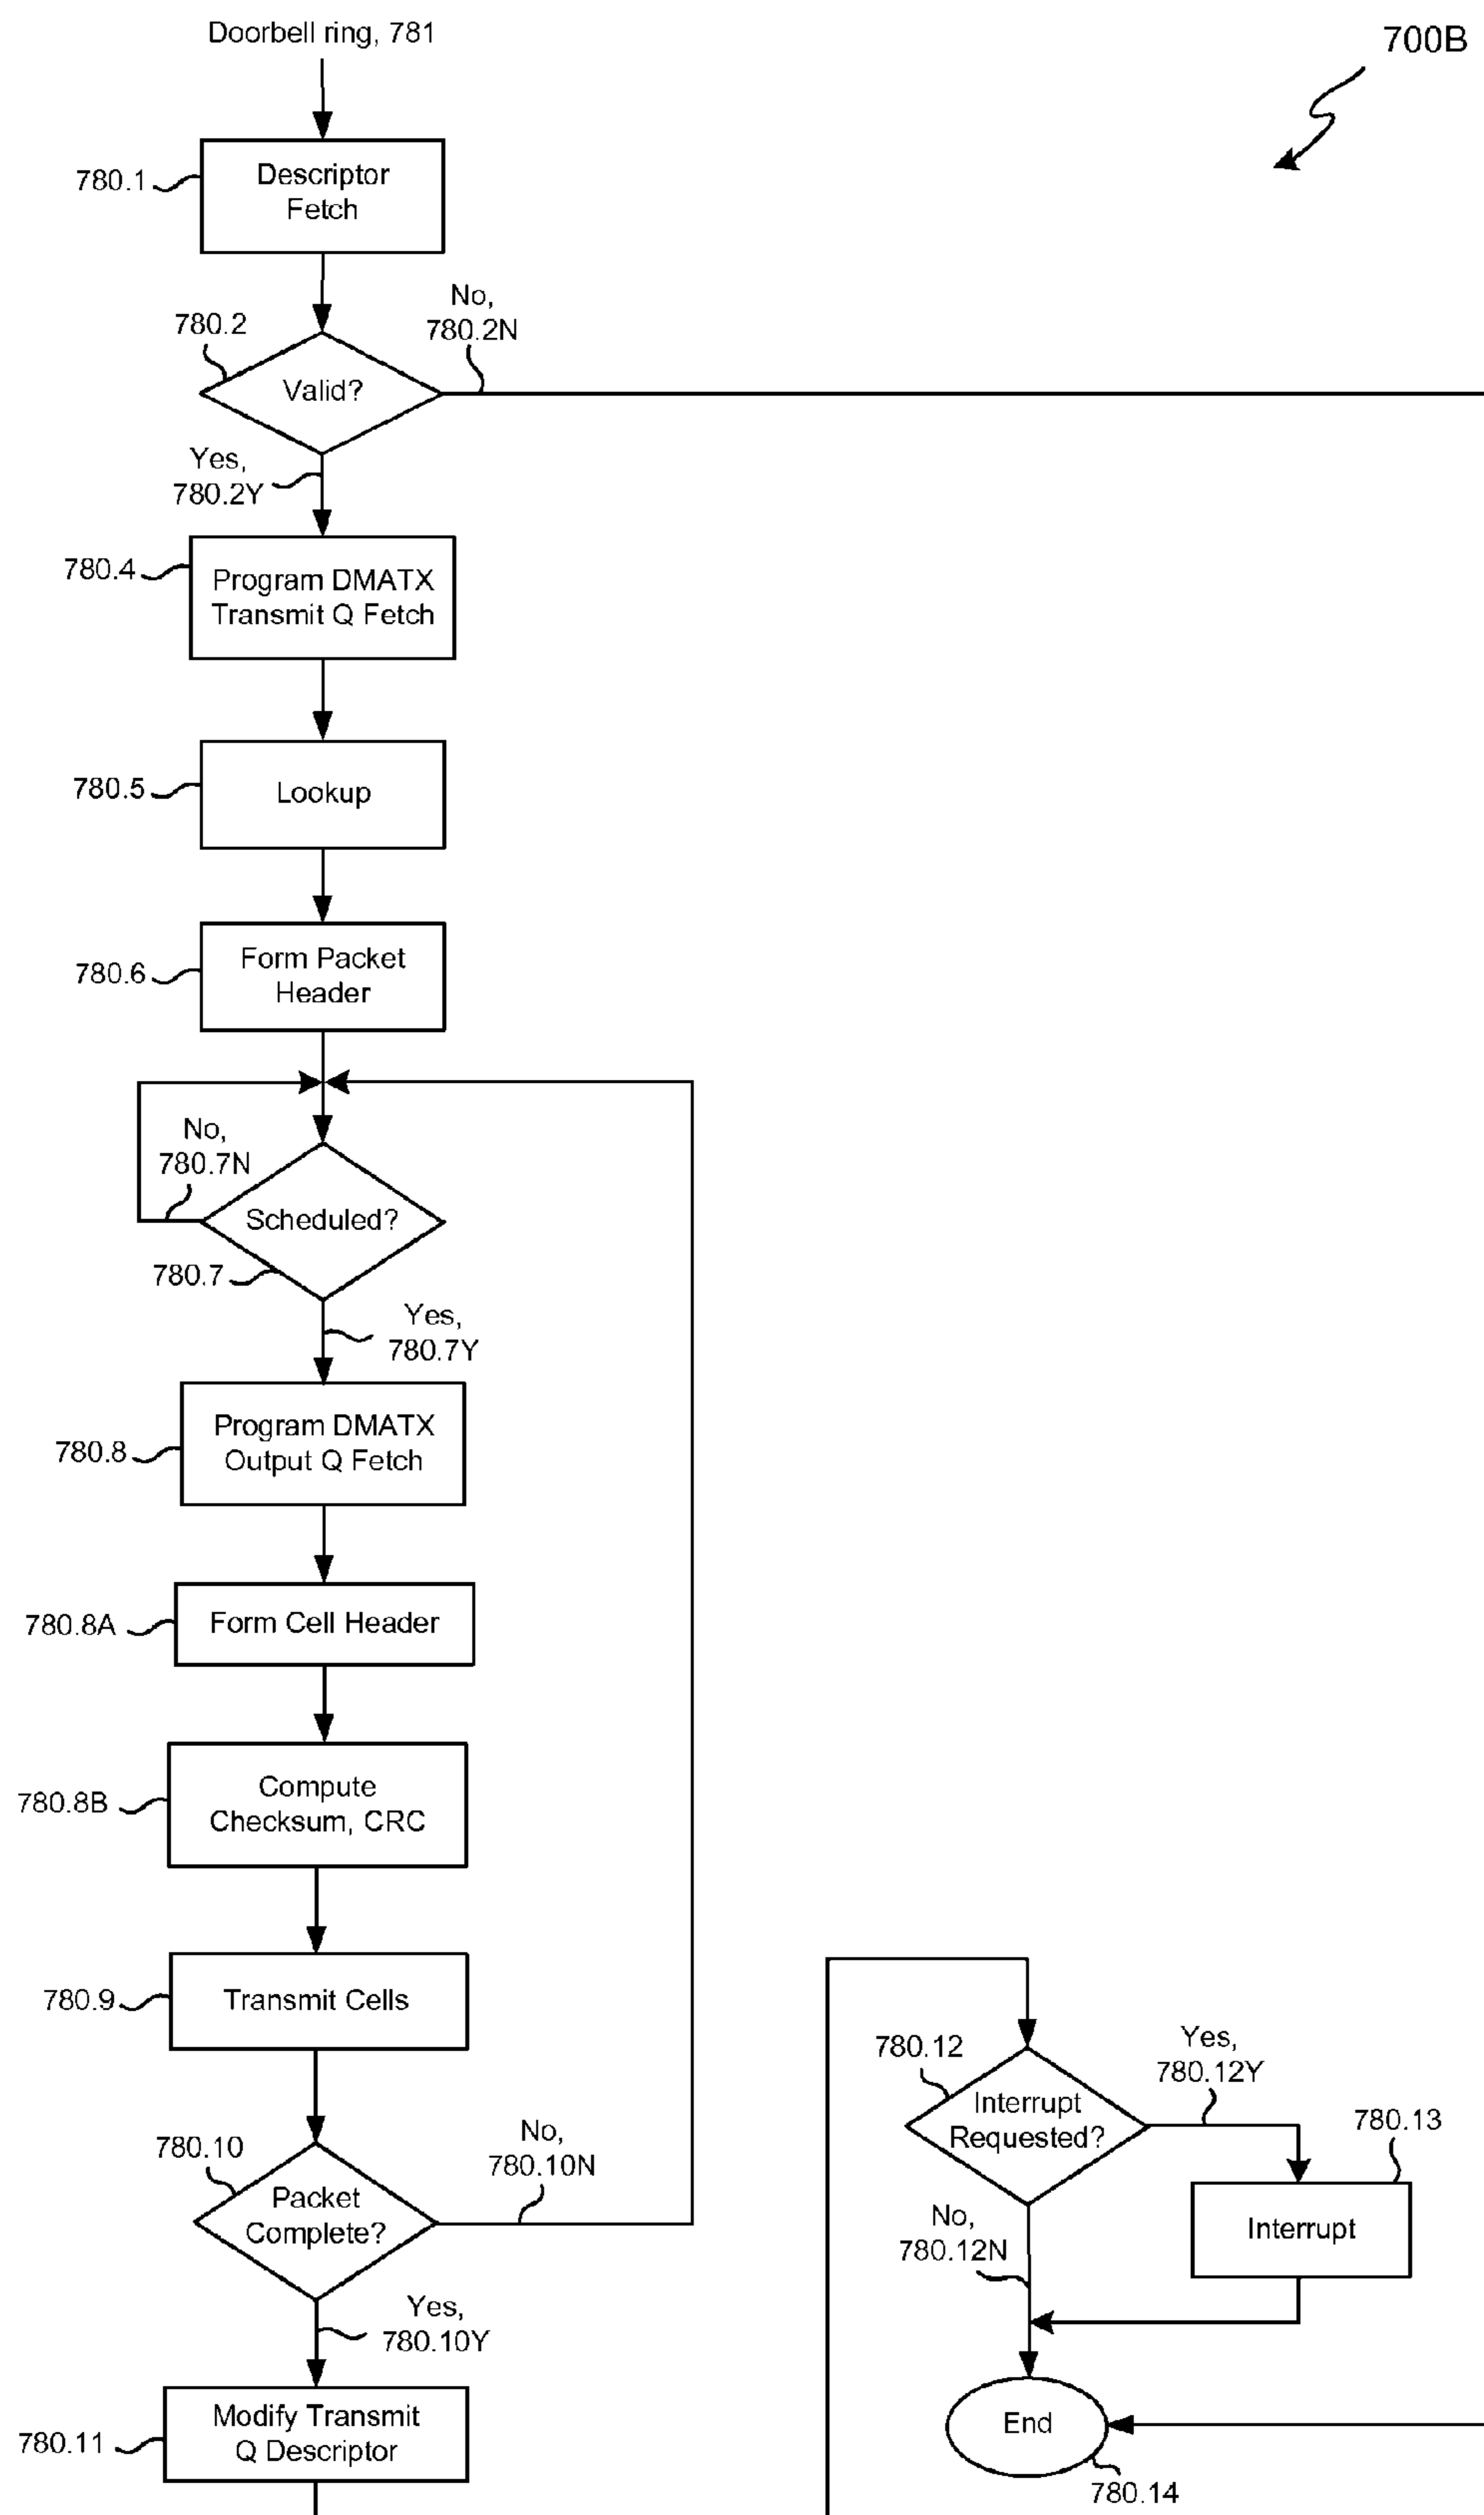 Doorbell ring, 781
700B
780.1
Descriptor
Fetch
780.2
No,
780.2N
Valid?
Yes,
780.2Y
780.4
Program DMATX
Transmit Q Fetch
780.5
Lookup
780.6
Form Packet
Header
No,
780.7N
Scheduled?
780.7
Yes,
780.7Y
780.8
Program DMATX
Output Q Fetch
780.8A
Form Cell Header
780.8B
Compute
Checksum, CRC
780.9
Transmit Cells
780.10
No,
780.10N
Packet
Complete?
Yes,
780.10Y
780.11
Modify Transmit
Q Descriptor
780.12
Yes,
780.12Y
Interrupt
Requested?
780.13
Interrupt
No,
780.12N
End
780.14